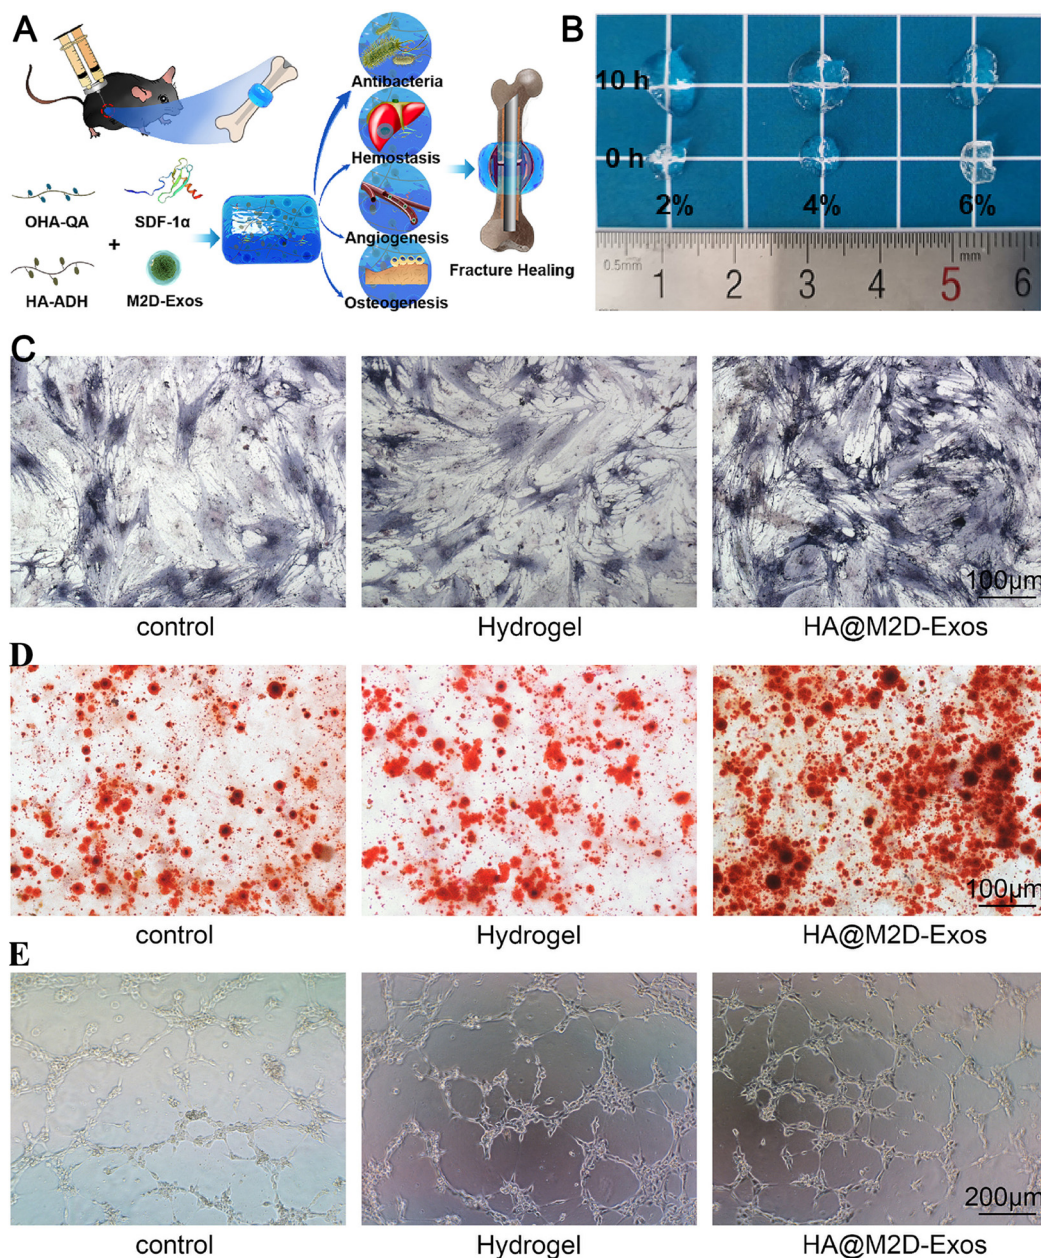 A
Antibacteria
Hemostasis
OHA-QA
SDF-1α
+
Angiogenesis
Fracture Healing
HA-ADH
M2D-Exos
Osteogenesis
B
10 h
0 h
2% 4% 6%
0.5mm
mm
1 2 3 4 5 6
C
100μm
control Hydrogel HA@M2D-Exos
D
100μm
control Hydrogel HA@M2D-Exos
E
200μm
control Hydrogel HA@M2D-Exos